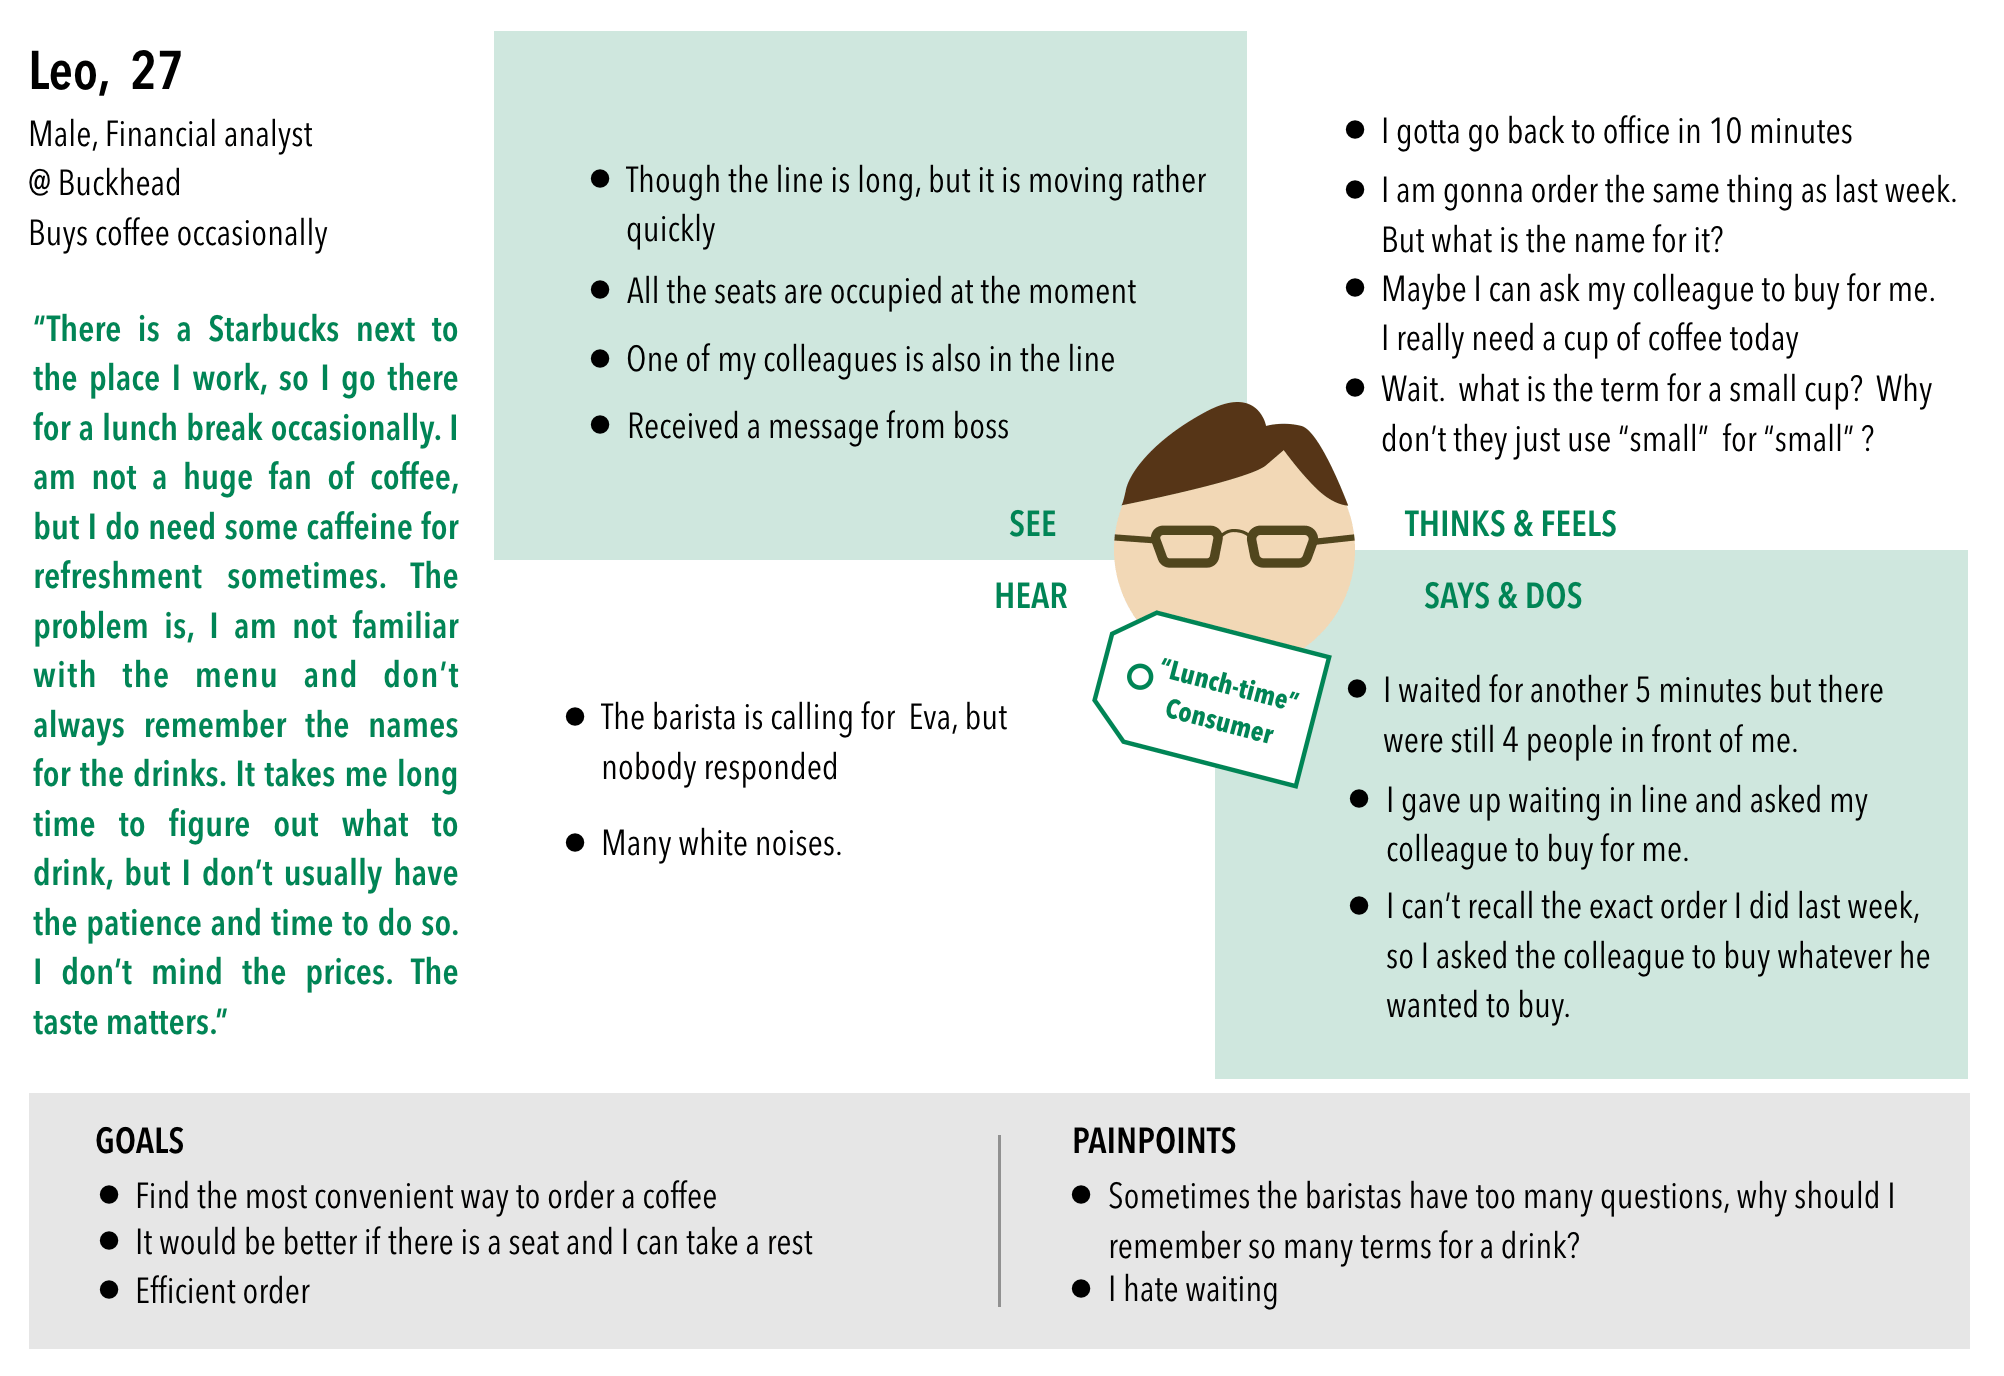 Leo, 27
Male, Financial analyst
@ Buckhead
Buys coffee occasionally
“There is a Starbucks next to
the place I work, so I go there
for a lunch break occasionally. I
am not a huge fan of coffee,
but I do need some caffeine for
refreshment sometimes. The
problem is, I am not familiar
with the menu and don’t
always remember the names
for the drinks. It takes me long
time to figure out what to
drink, but I don’t usually have
the patience and time to do so.
I don’t mind the prices. The
taste matters.”
● Though the line is long, but it is moving rather
quickly
● All the seats are occupied at the moment
● One of my colleagues is also in the line
● Received a message from boss
SEE
● I gotta go back to office in 10 minutes
● I am gonna order the same thing as last week.
But what is the name for it?
● Maybe I can ask my colleague to buy for me.
I really need a cup of coffee today
● Wait. what is the term for a small cup? Why
don’t they just use “small” for “small” ?
THINKS & FEELS
HEAR
● The barista is calling for Eva, but
nobody responded
● Many white noises.
“Lunch-time”
Consumer
SAYS & DOS
● I waited for another 5 minutes but there
were still 4 people in front of me.
● I gave up waiting in line and asked my
colleague to buy for me.
● I can’t recall the exact order I did last week,
so I asked the colleague to buy whatever he
wanted to buy.
GOALS
● Find the most convenient way to order a coffee
● It would be better if there is a seat and I can take a rest
● Efficient order
PAINPOINTS
● Sometimes the baristas have too many questions, why should I
remember so many terms for a drink?
● I hate waiting